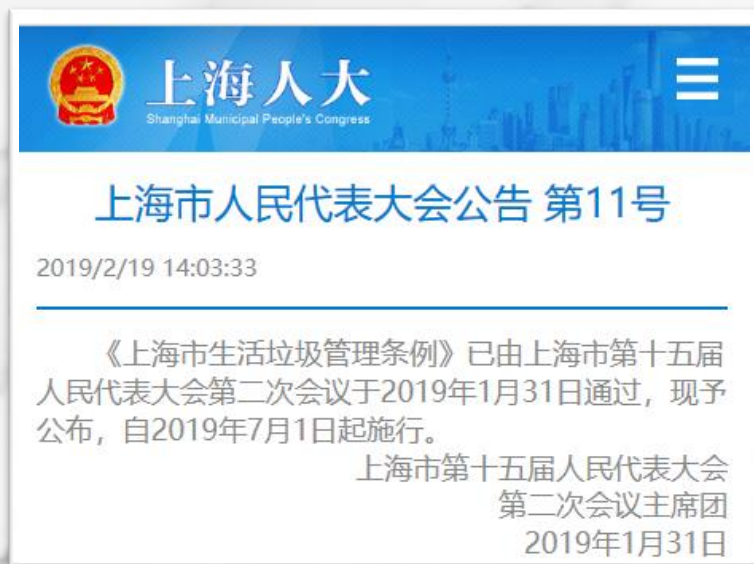 上海人大
Shanghai Municipal People's Congress
上海市人民代表大会公告 第11号
2019/2/19 14:03:33
《上海市生活垃圾管理条例》已由上海市第十五届
人民代表大会第二次会议于2019年1月31日通过，现予
公布，自2019年7月1日起施行。
上海市第十五届人民代表大会
第二次会议主席团
2019年1月31日